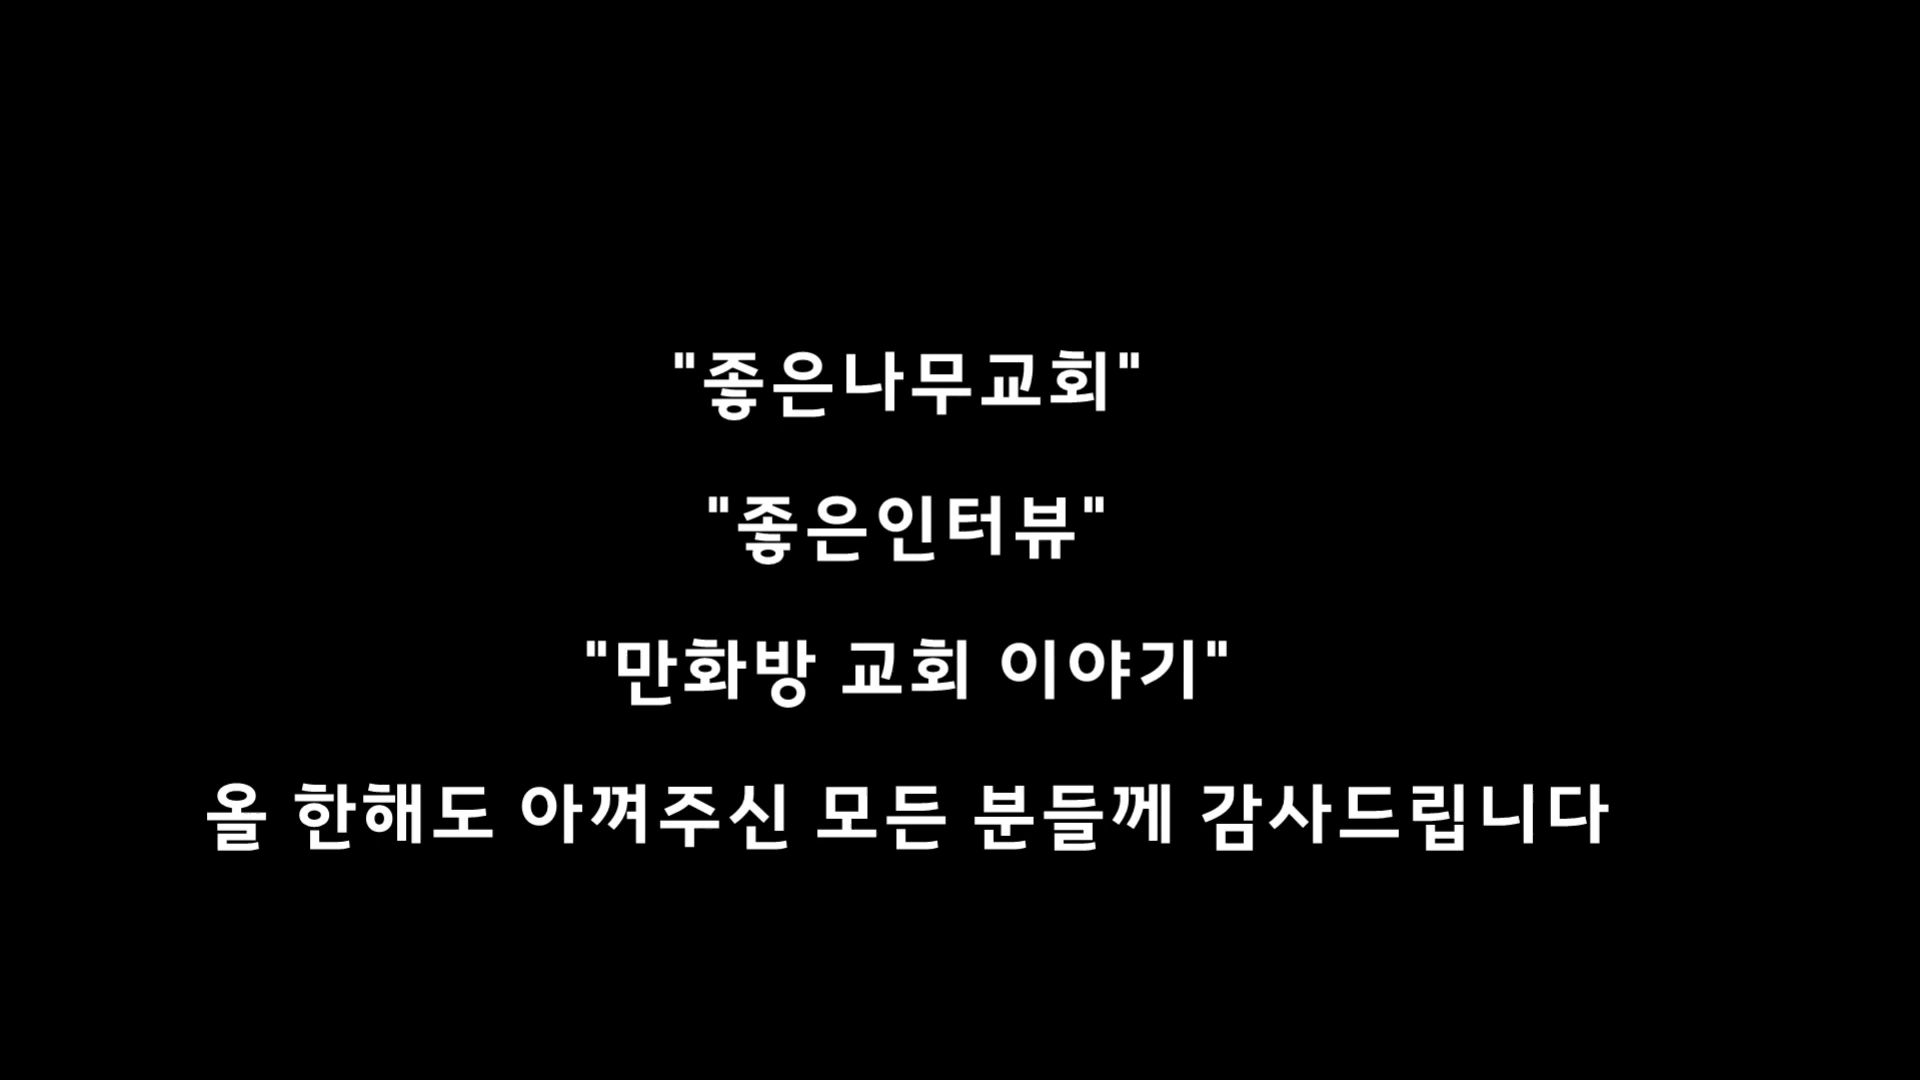 "좋은나무교회"
"좋은인터뷰"
"만화방 교회 이야기"
올 한해도 아껴주신 모든 분들께 감사드립니다